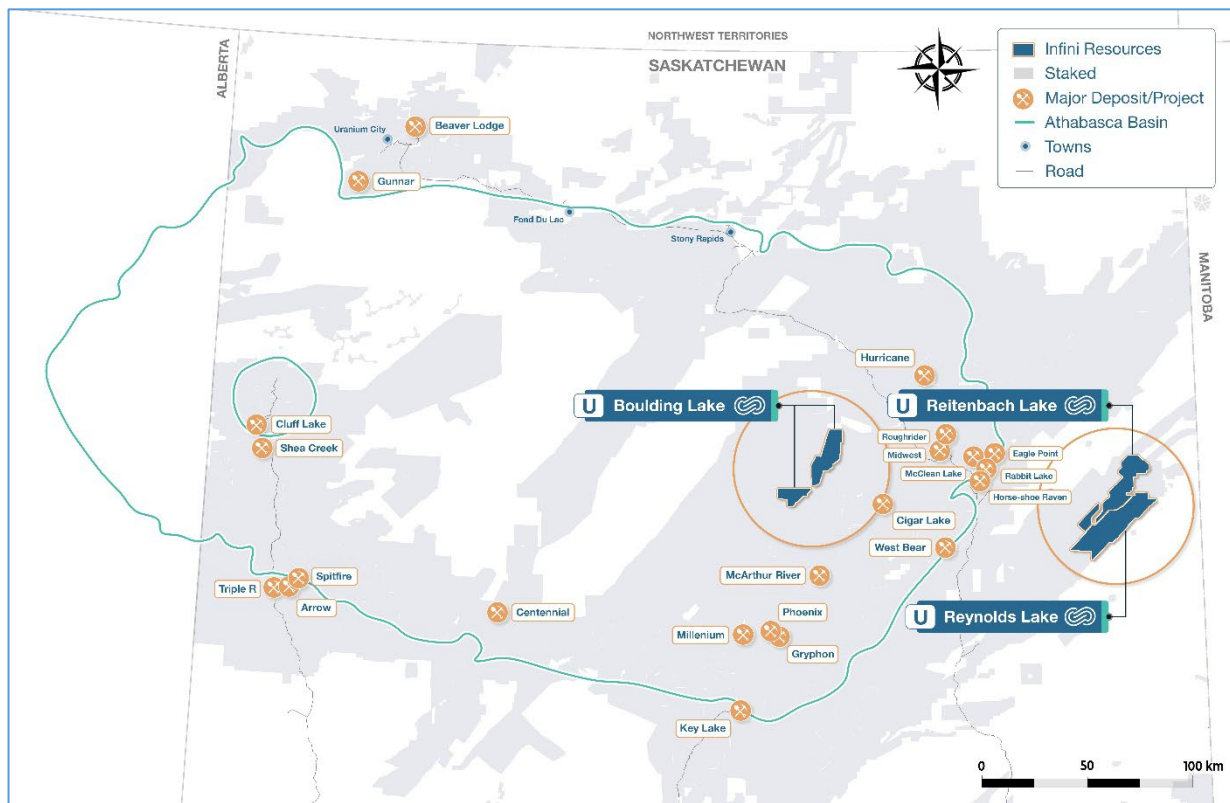 NORTHWEST TERRITORIES
SASKATCHEWAN
ALBERTA
MANITOBA
Infini Resources
Staked
Major Deposit/Project
Athabasca Basin
Towns
Road
Uranium City
Beaver Lodge
Gunnar
Fond Du Lac
Stony Rapids
Hurricane
U Boulding Lake
U Reitenbach Lake
Cluff Lake
Shea Creek
Roughrider
Midwest
McClean Lake
Eagle Point
Rabbit Lake
Horse-shoe Raven
Cigar Lake
West Bear
Triple R
Spitfire
Arrow
Centennial
McArthur River
Phoenix
Millenium
Gryphon
U Reynolds Lake
Key Lake
0 50 100 km